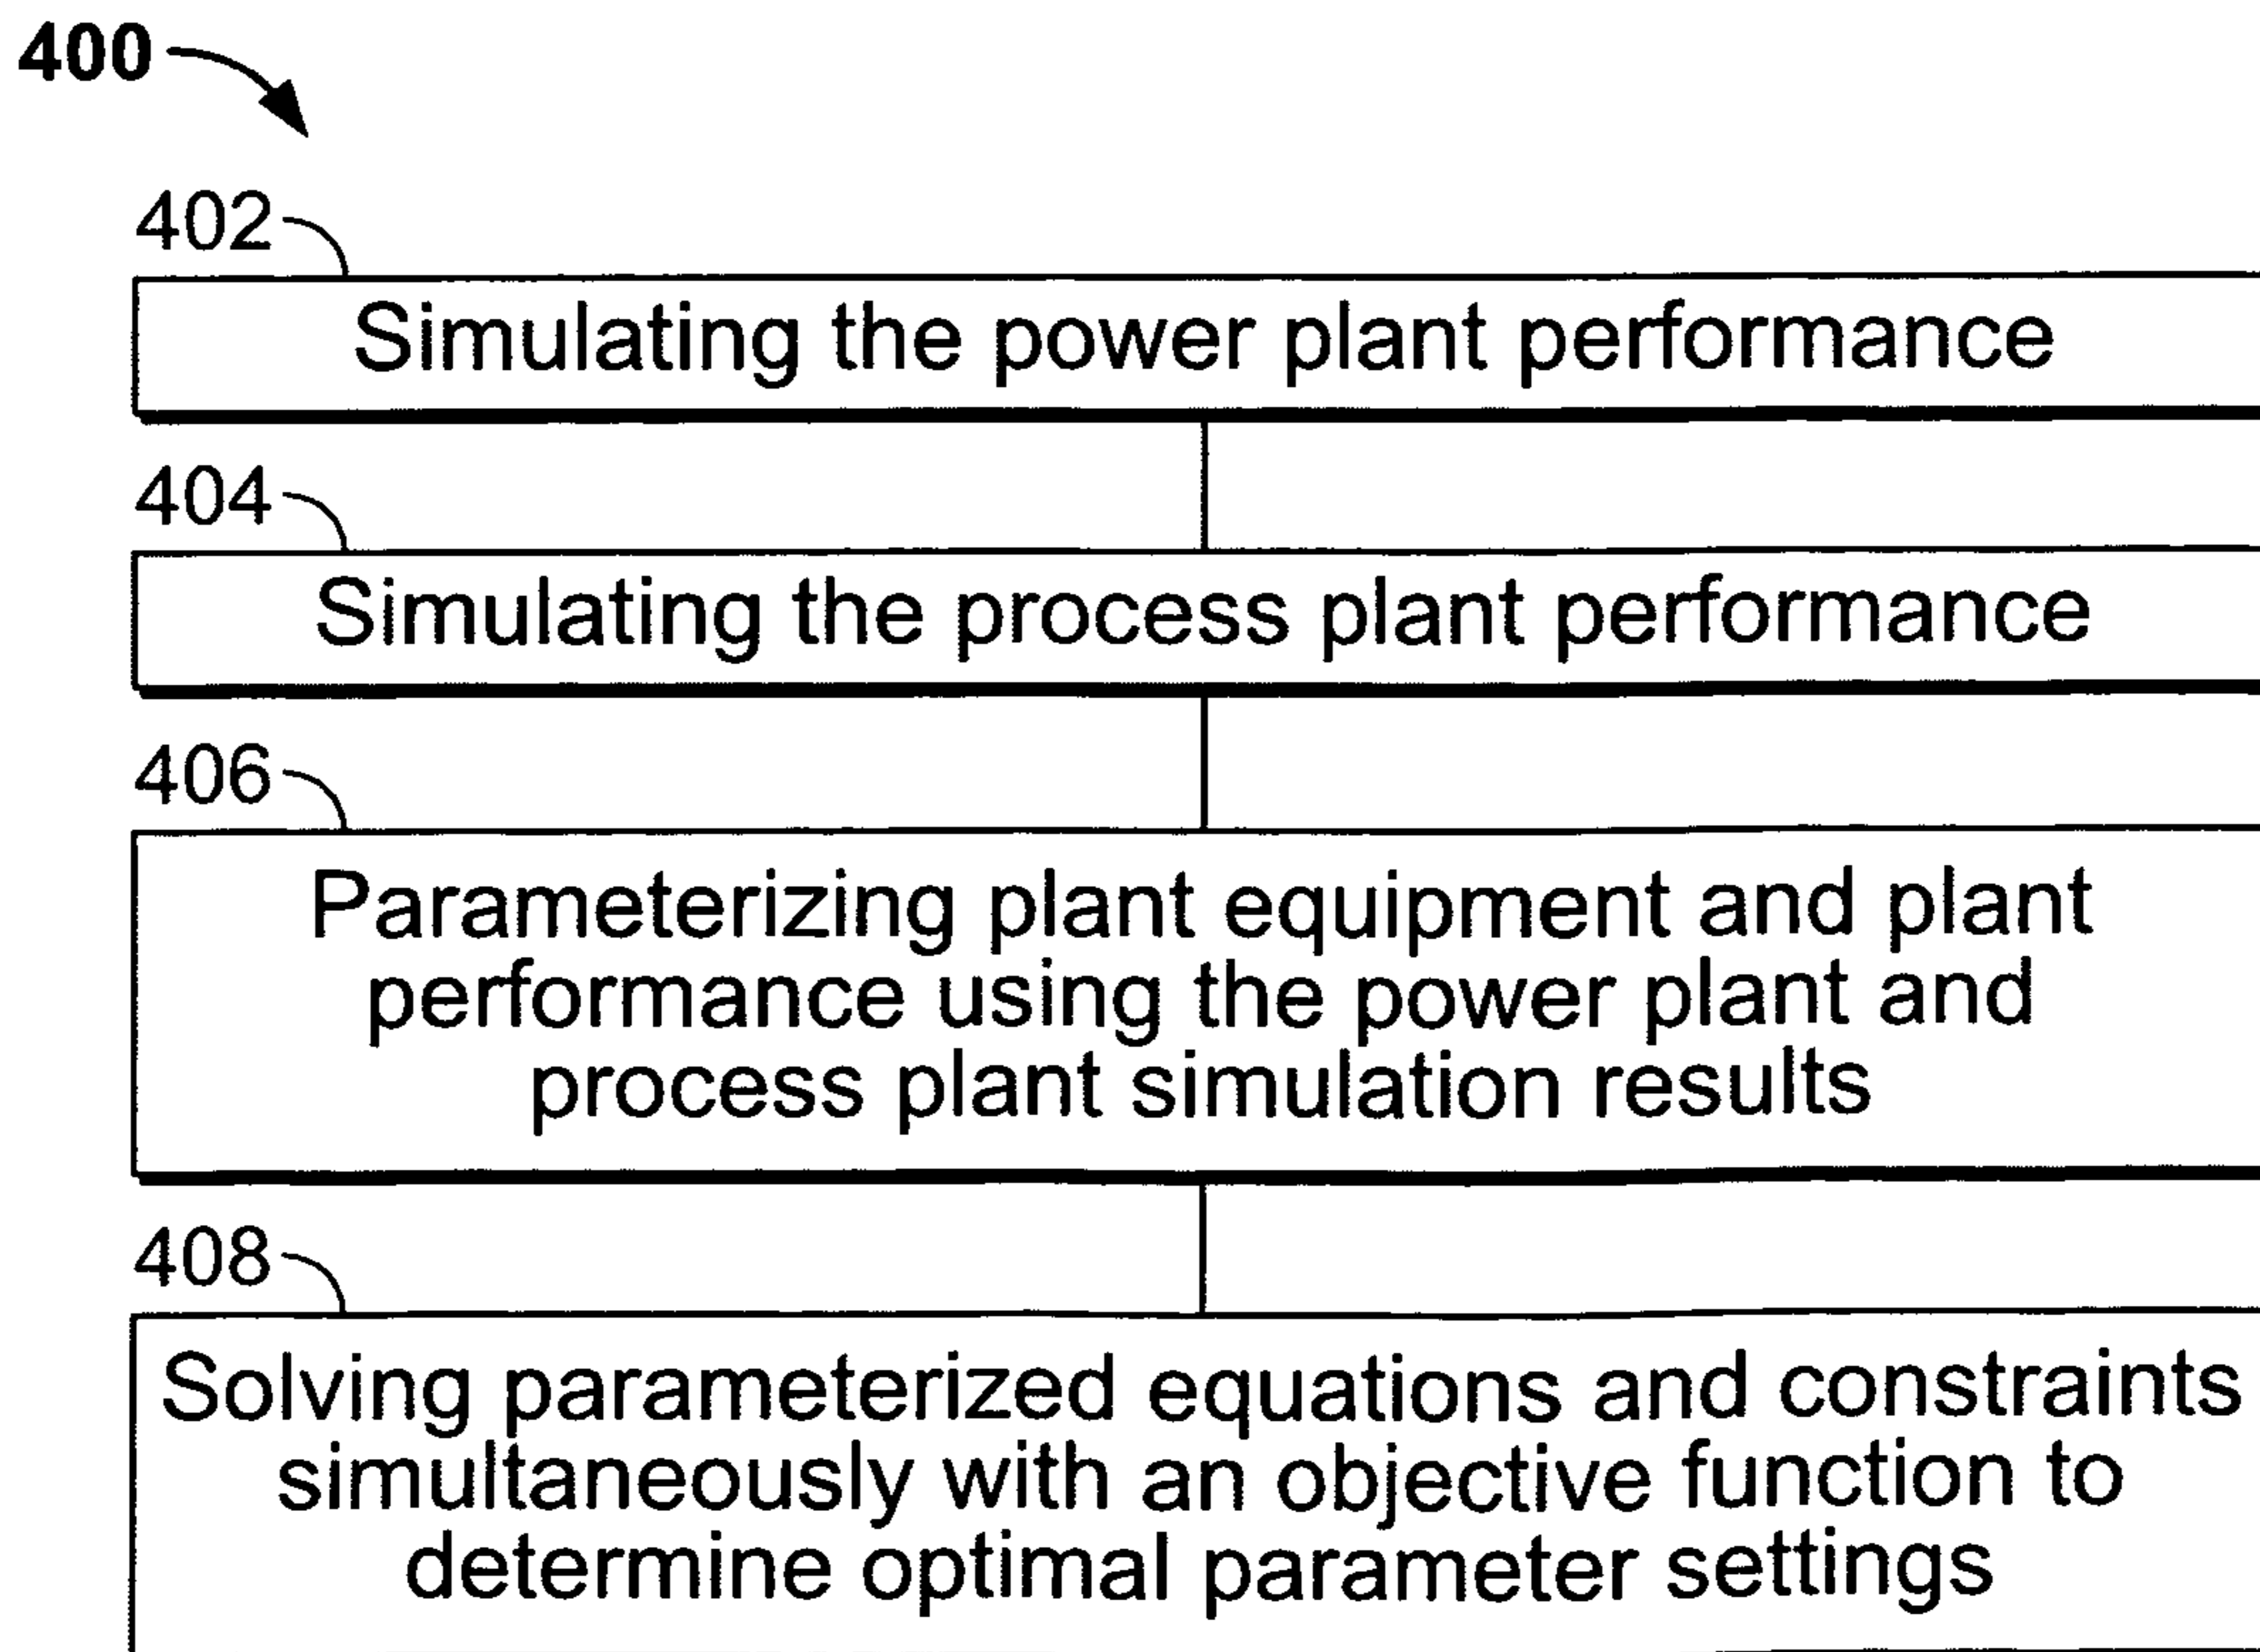 400
402
Simulating the power plant performance
404
Simulating the process plant performance
406
Parameterizing plant equipment and plant
performance using the power plant and
process plant simulation results
408
Solving parameterized equations and constraints
simultaneously with an objective function to
determine optimal parameter settings